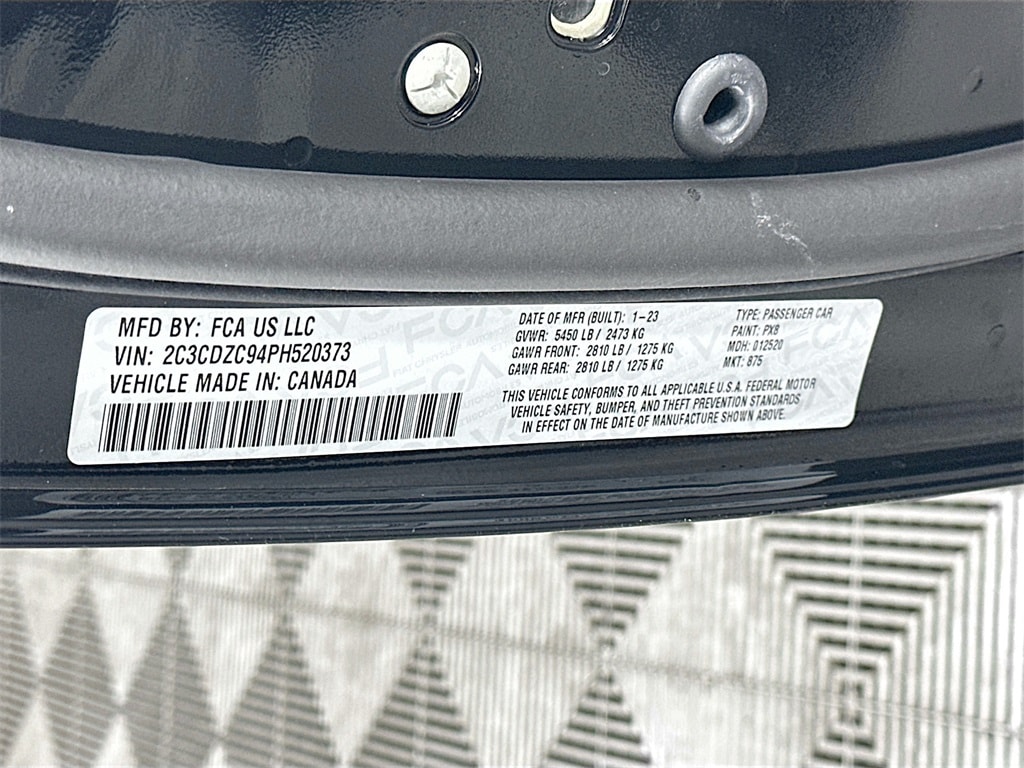 MFD BY: FCA US LLC
VIN: 2C3CDZC94PH520373
VEHICLE MADE IN: CANADA
DATE OF MFR (BUILT): 1-23
GVWR: 5450 LB / 2473 KG
GAWR FRONT: 2810 LB / 1275 KG
GAWR REAR: 2810 LB / 1275 KG
TYPE: PASSENGER CAR
PAINT: PX8
MDH: 012520
MKT: 875
THIS VEHICLE CONFORMS TO ALL APPLICABLE U.S.A. FEDERAL MOTOR
VEHICLE SAFETY, BUMPER, AND THEFT PREVENTION STANDARDS
IN EFFECT ON THE DATE OF MANUFACTURE SHOWN ABOVE.